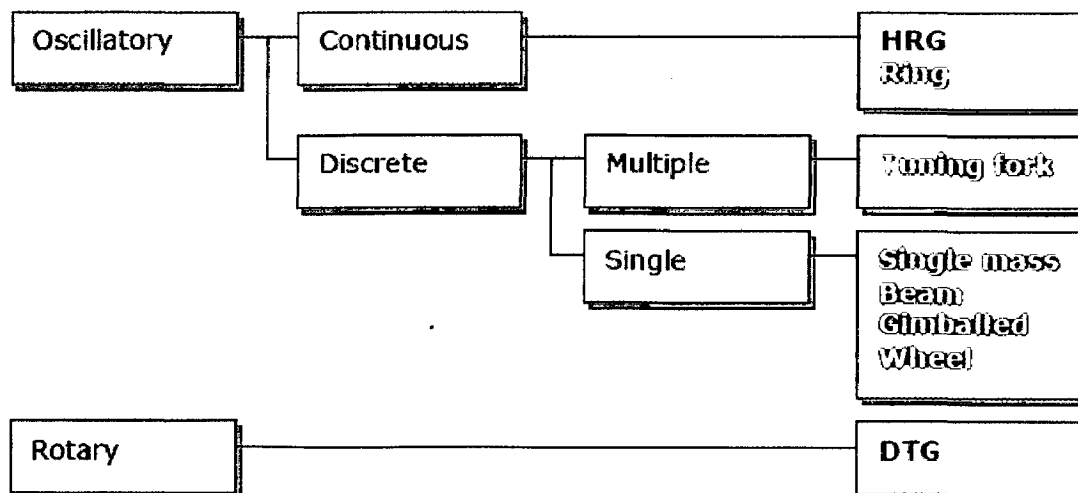 Oscillatory
Continuous
HRG
Ring
Discrete
Multiple
Tuning fork
Single
Single mass
Beam
Gimballed
Wheel
Rotary
DTG